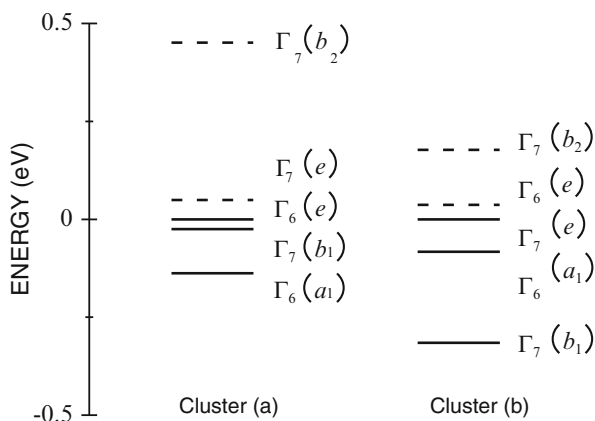 0.5
0
-0.5
ENERGY (eV)
Γ₇(b₂)
Γ₇(e)
Γ₆(e)
Γ₇(b₁)
Γ₆(a₁)
Cluster (a)
Γ₇(b₂)
Γ₆(e)
Γ₇(e)
Γ₆(a₁)
Γ₇(b₁)
Cluster (b)